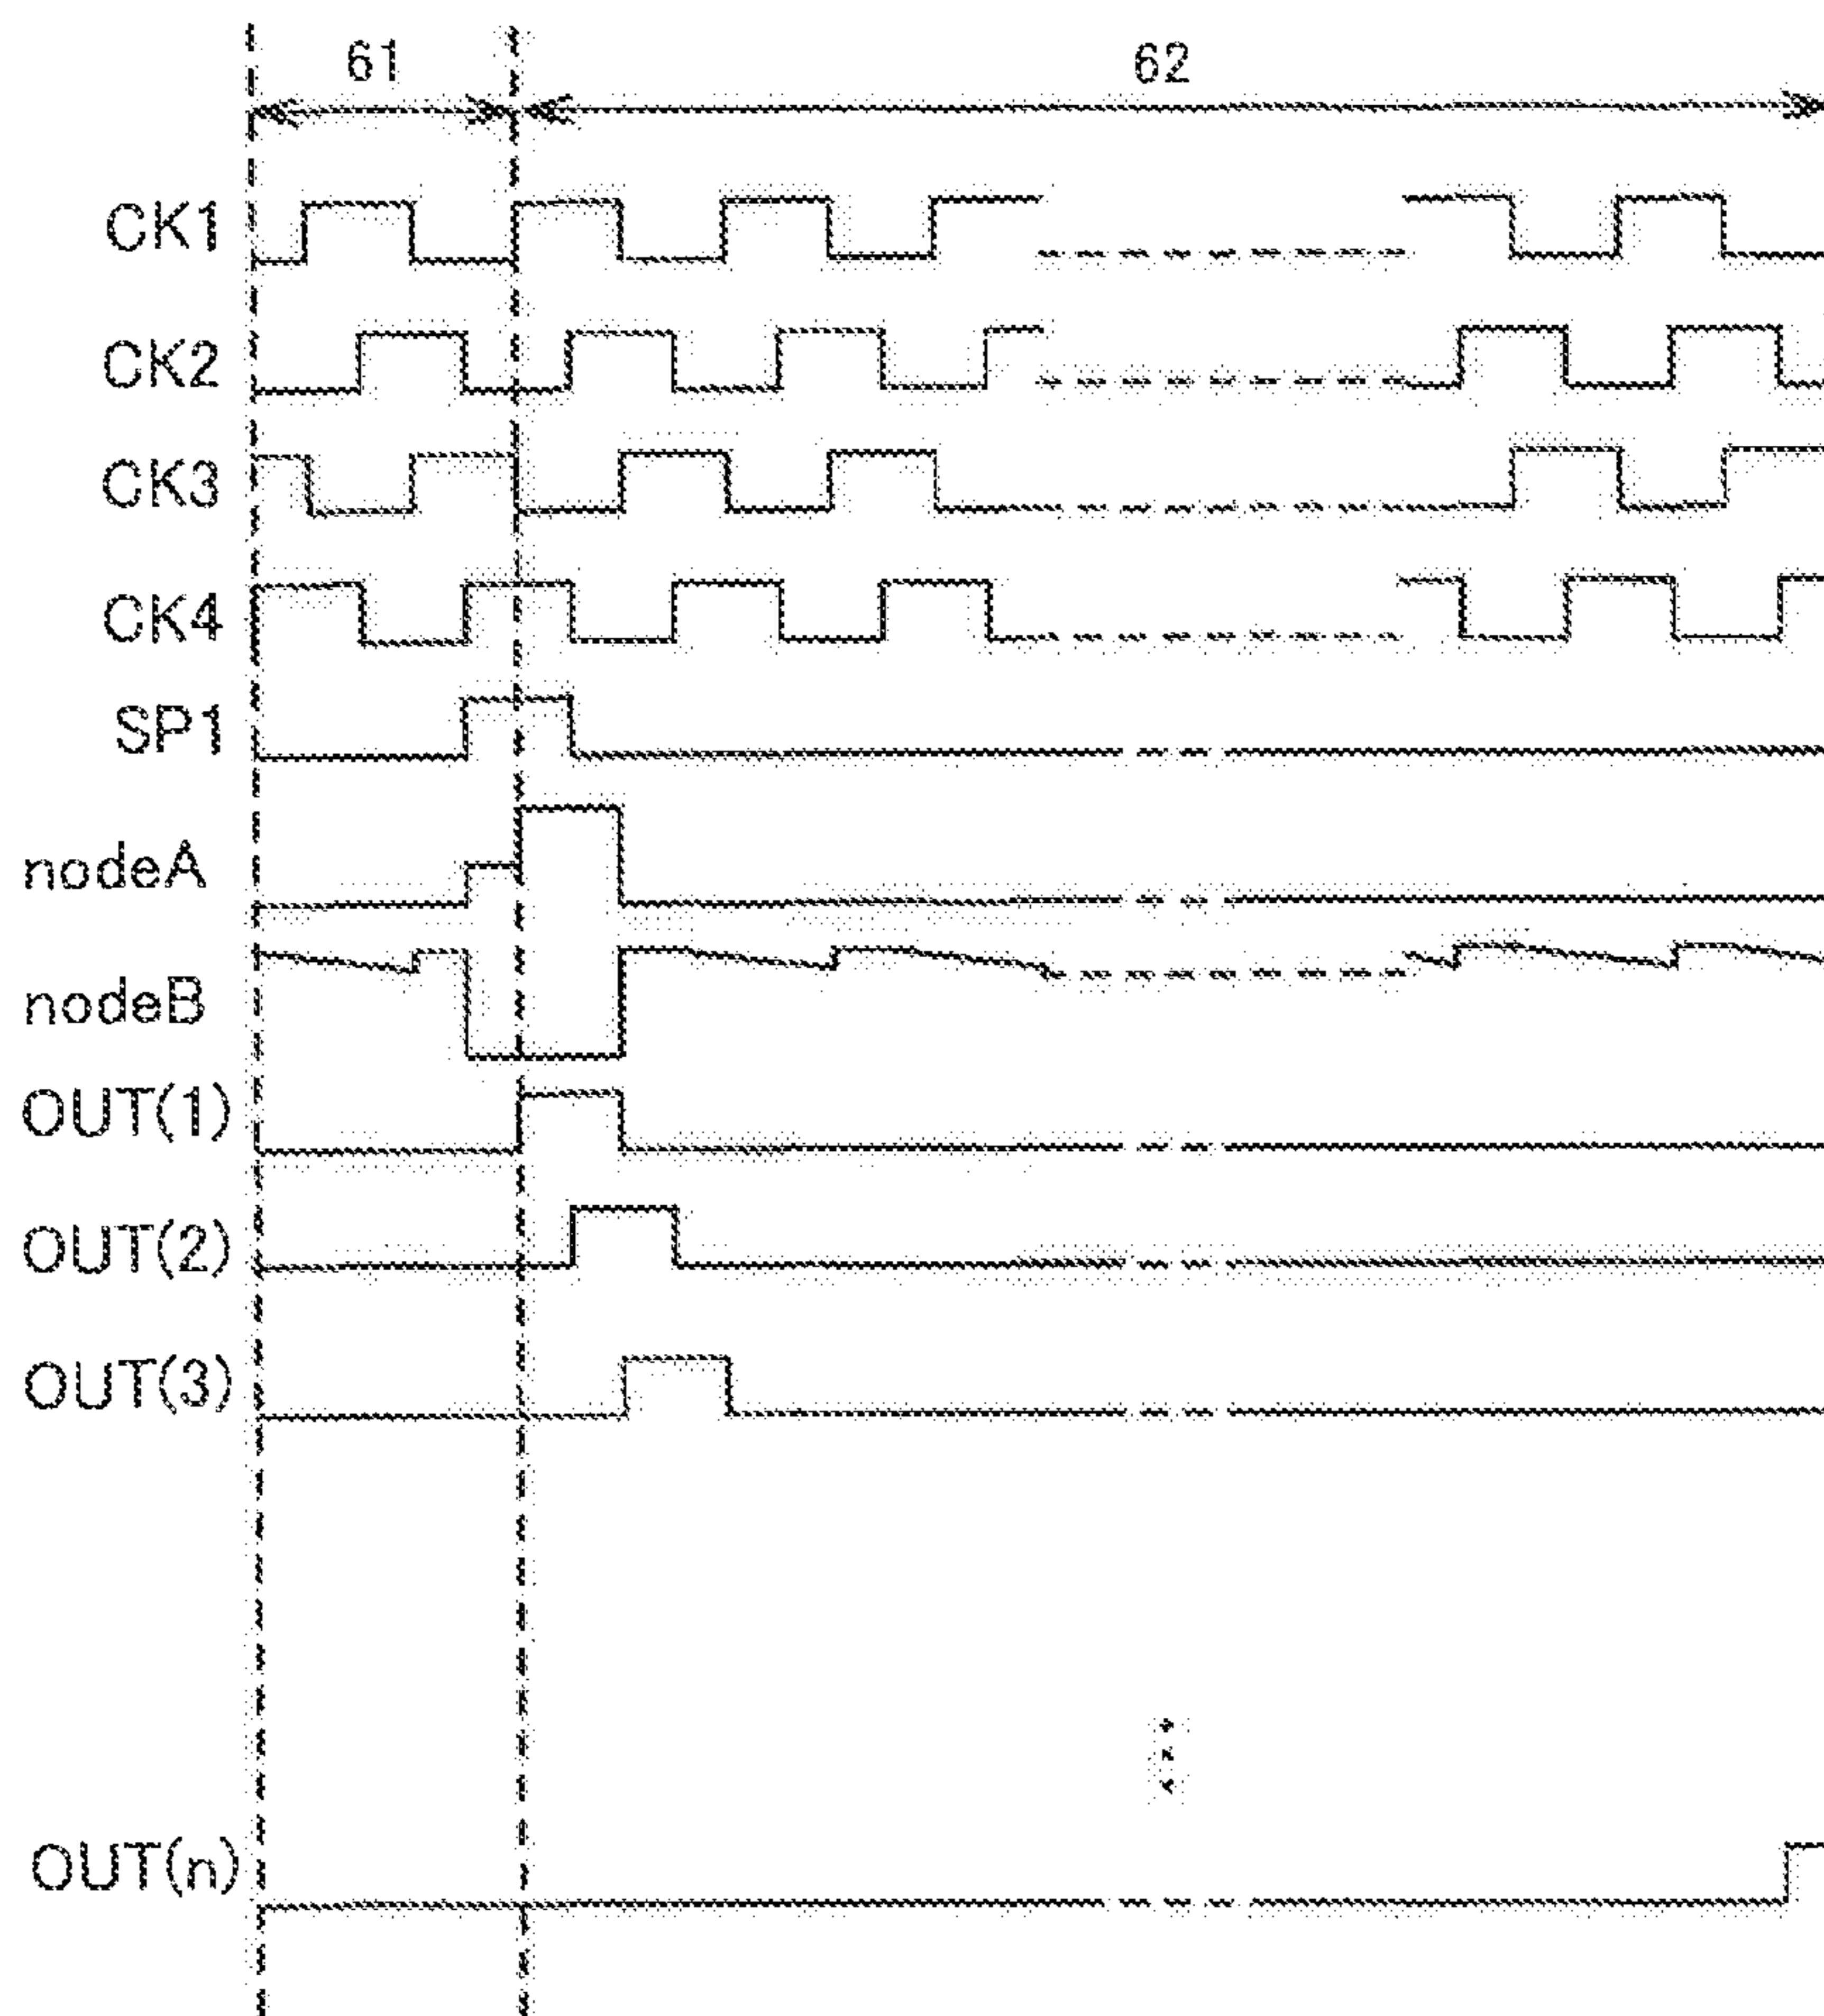 61 62
CK1
CK2
CK3
CK4
SP1
nodeA
nodeB
OUT(1)
OUT(2)
OUT(3)
OUT(n)